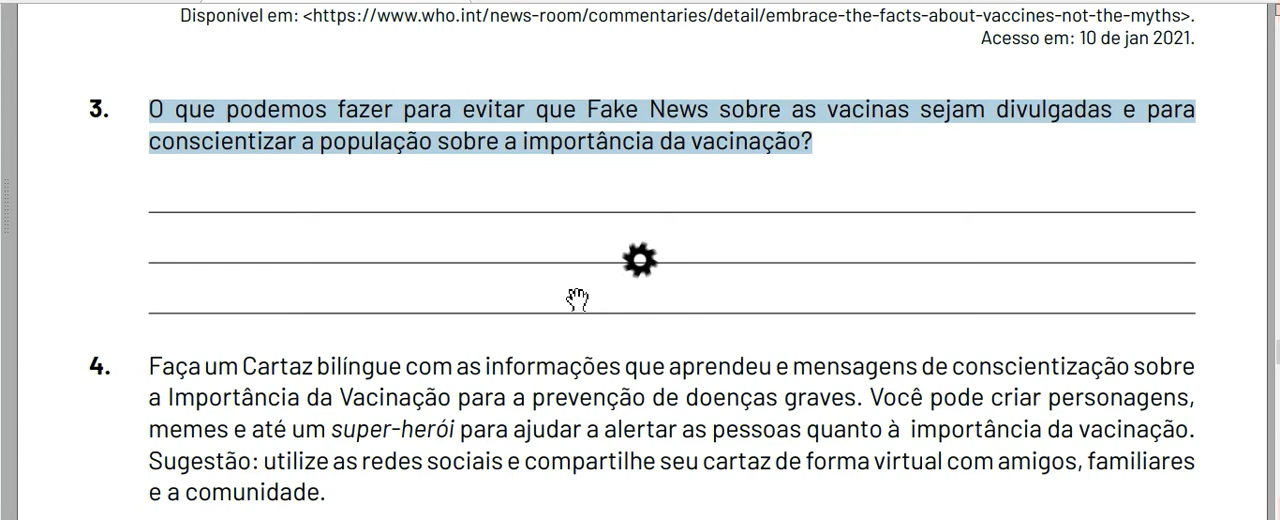 Disponível em: <https://www.who.int/news-room/commentaries/detail/embrace-the-facts-about-vaccines-not-the-myths>.
Acesso em: 10 de jan 2021.
3. O que podemos fazer para evitar que Fake News sobre as vacinas sejam divulgadas e para
conscientizar a população sobre a importância da vacinação?
4. Faça um Cartaz bilíngue com as informações que aprendeu e mensagens de conscientização sobre
a Importância da Vacinação para a prevenção de doenças graves. Você pode criar personagens,
memes e até um super-herói para ajudar a alertar as pessoas quanto à importância da vacinação.
Sugestão: utilize as redes sociais e compartilhe seu cartaz de forma virtual com amigos, familiares
e a comunidade.